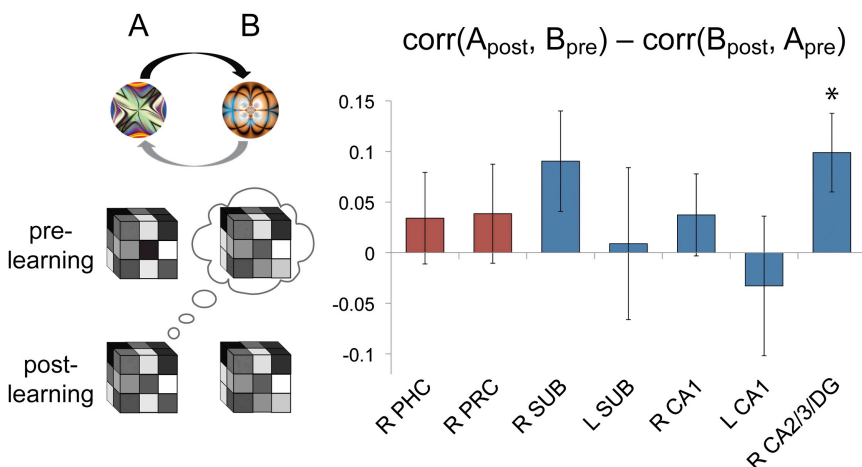 A B
pre-
learning
post-
learning
corr(Apost, Bpre) – corr(Bpost, Apre)
0.15
0.1
0.05
0
-0.05
-0.1
*
R PHC
R PRC
R SUB
L SUB
R CA1
L CA1
R CA2/3/DG